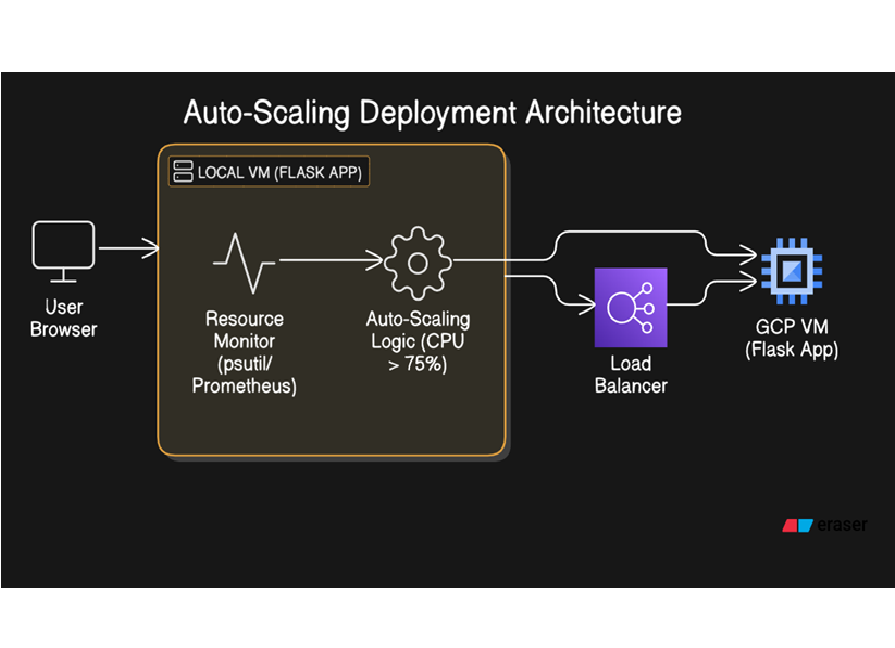 Auto-Scaling Deployment Architecture
LOCAL VM (FLASK APP)
User
Browser
Resource
Monitor
(psutil/
Prometheus)
Auto-Scaling
Logic (CPU
> 75%)
Load
Balancer
GCP VM
(Flask App)
eraser